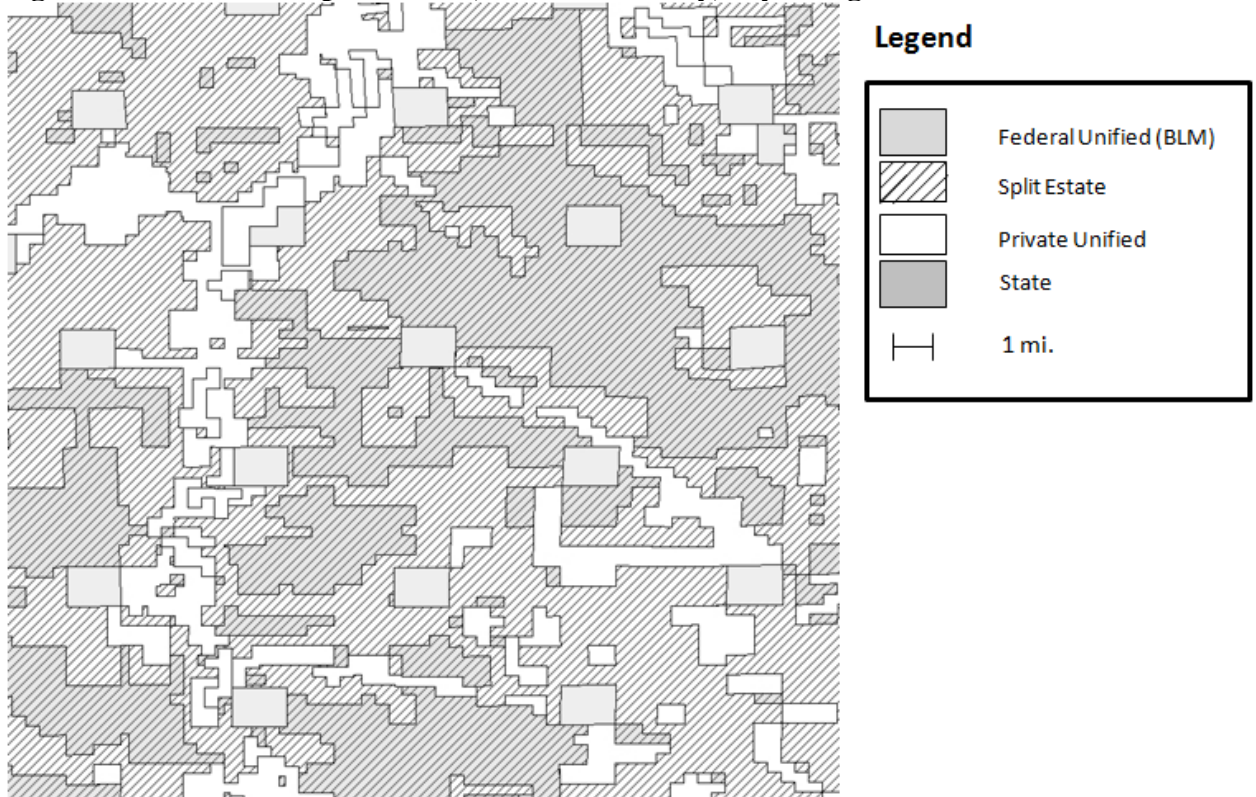 Legend
Federal Unified (BLM)
Split Estate
Private Unified
State
1 mi.